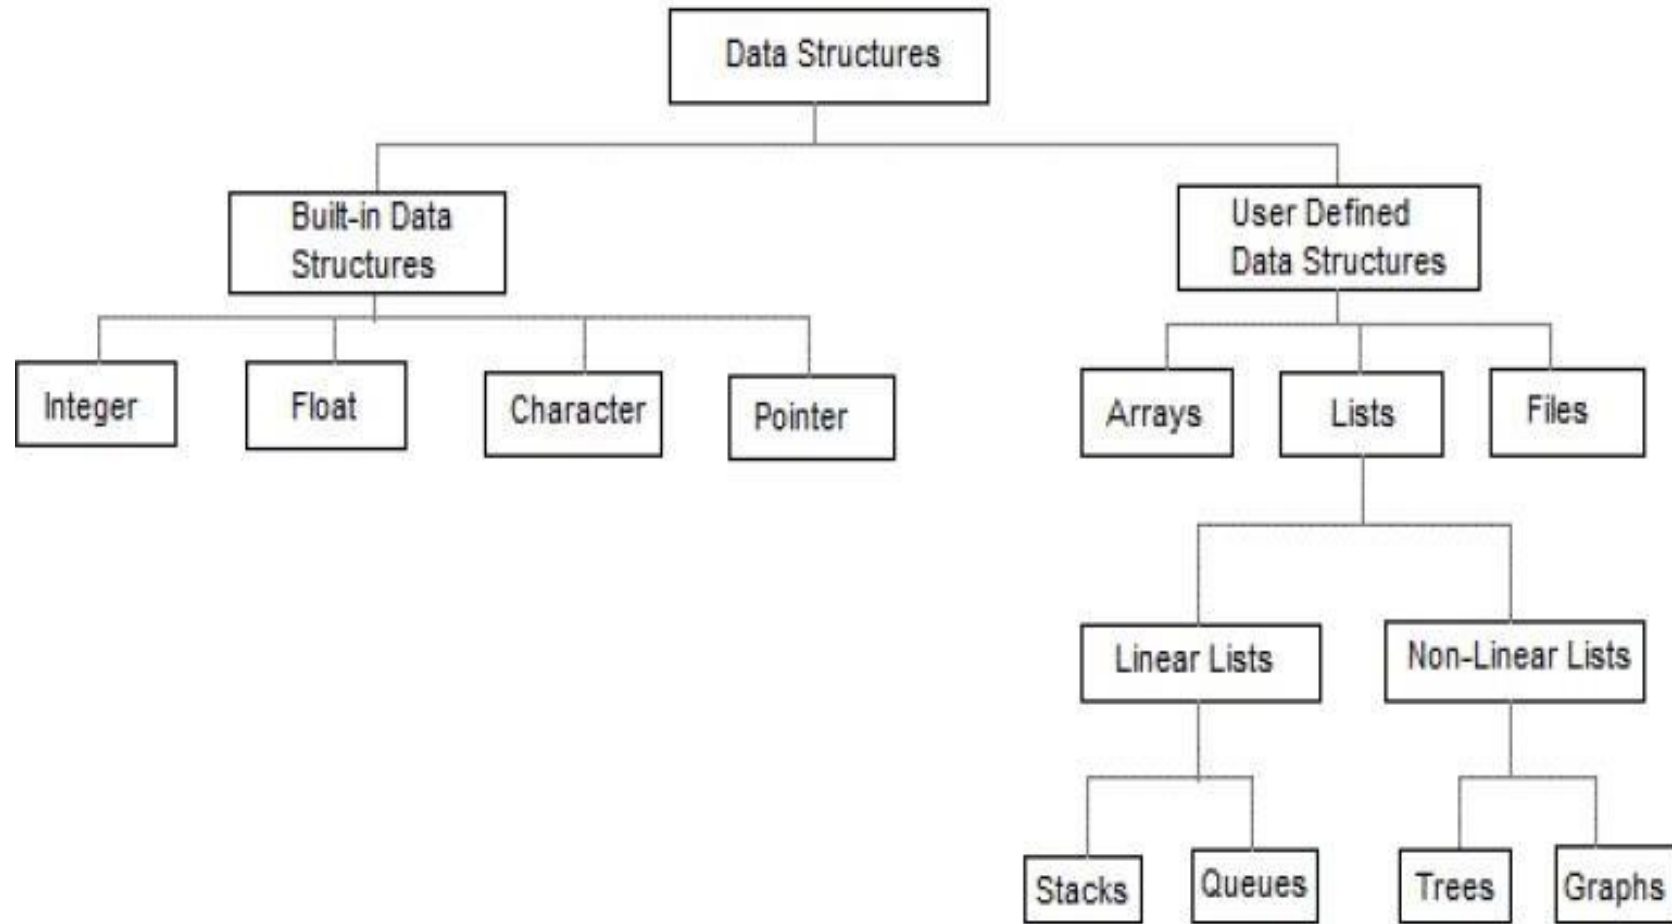 Data Structures
Built-in Data
Structures
User Defined
Data Structures
Integer
Float
Character
Pointer
Arrays
Lists
Files
Linear Lists
Non-Linear Lists
Stacks
Queues
Trees
Graphs